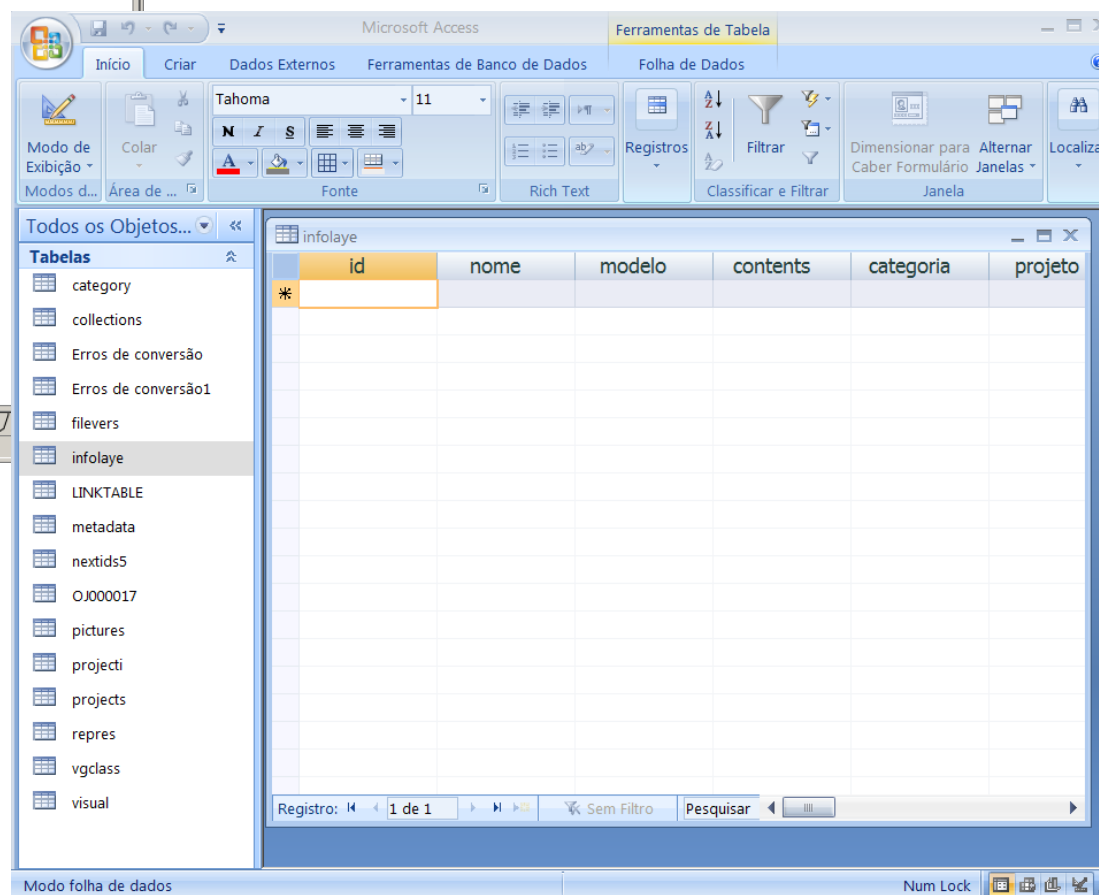 Microsoft Access
Ferramentas de Tabela
Início Criar Dados Externos Ferramentas de Banco de Dados Folha de Dados
Modo de Exibição
Colar
Tahoma 11
N I S
A
Registros
Filtrar
Dimensionar para Caber Formulário
Alternar Janelas
Localiza
Modos d... Área de ... Fonte Rich Text Classificar e Filtrar Janela
Todos os Objetos...
Tabelas
category
collections
Erros de conversão
Erros de conversão1
filevers
infolaye
LINKTABLE
metadata
nextids5
OJ000017
pictures
projecti
projects
repres
vgclass
visual
infolaye
id nome modelo contents categoria projeto
Registro: 1 de 1 Sem Filtro Pesquisar
Modo folha de dados Num Lock